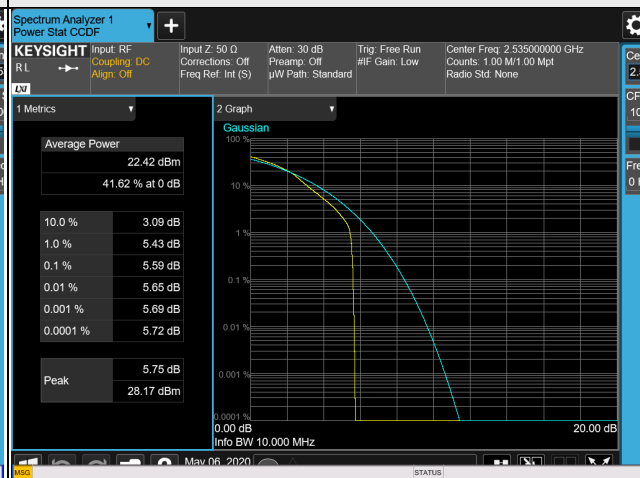 Spectrum Analyzer 1
Power Stat CCDF
KEYSIGHT
R L
LXI
Input: RF
Coupling: DC
Align: Off
Input Z: 50 Ω
Corrections: Off
Freq Ref: Int (S)
Atten: 30 dB
Preamp: Off
µW Path: Standard
Trig: Free Run
#IF Gain: Low
Center Freq: 2.535000000 GHz
Counts: 1.00 M/1.00 Mpt
Radio Std: None
1 Metrics
Average Power
22.42 dBm
41.62 % at 0 dB
10.0 % 3.09 dB
1.0 % 5.43 dB
0.1 % 5.59 dB
0.01 % 5.65 dB
0.001 % 5.69 dB
0.0001 % 5.72 dB
Peak
5.75 dB
28.17 dBm
2 Graph
Gaussian
100 %
10 %
1 %
0.1 %
0.01 %
0.001 %
0.0001 %
0.00 dB 20.00 dB
Info BW 10.000 MHz
May 06, 2020
MSG STATUS